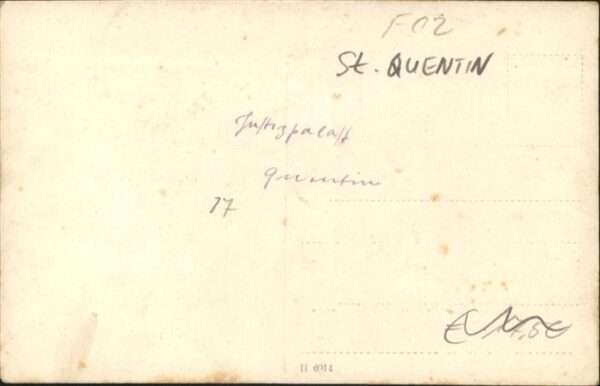 F02
St. QUENTIN
Justizpalast
Quentin
17